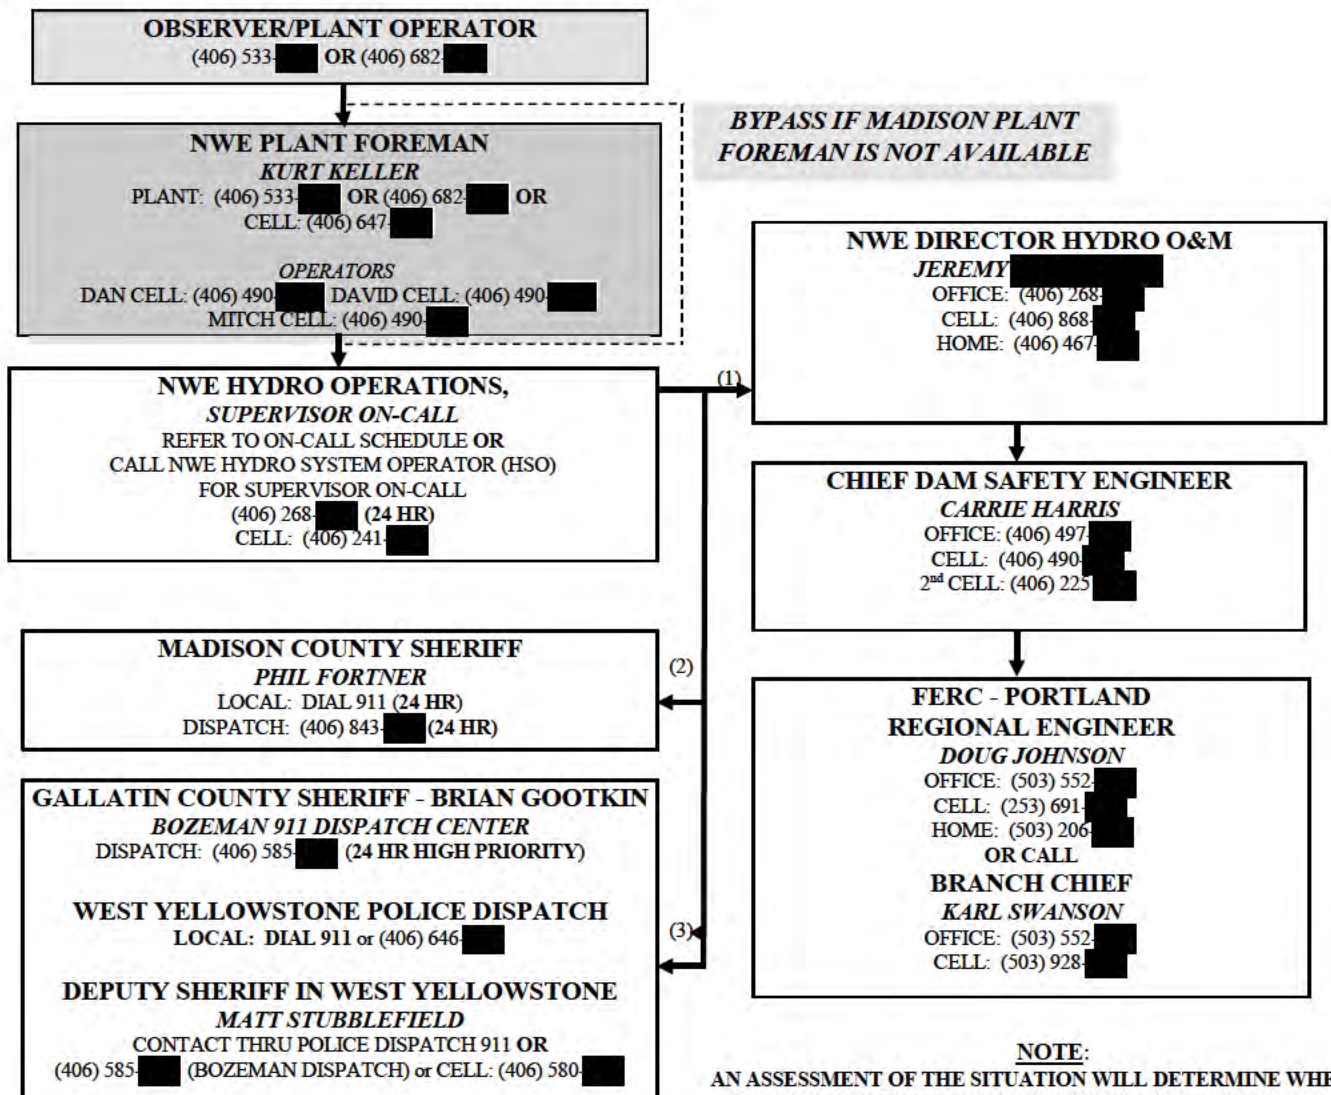 OBSERVER/PLANT OPERATOR
(406) 533- OR (406) 682-
BYPASS IF MADISON PLANT
FOREMAN IS NOT AVAILABLE
NWE PLANT FOREMAN
KURT KELLER
PLANT: (406) 533- OR (406) 682- OR
CELL: (406) 647-
OPERATORS
DAN CELL: (406) 490- DAVID CELL: (406) 490-
MITCH CELL: (406) 490-
NWE HYDRO OPERATIONS,
SUPERVISOR ON-CALL
REFER TO ON-CALL SCHEDULE OR
CALL NWE HYDRO SYSTEM OPERATOR (HSO)
FOR SUPERVISOR ON-CALL
(406) 268- (24 HR)
CELL: (406) 241-
(1)
NWE DIRECTOR HYDRO O&M
JEREMY
OFFICE: (406) 268-
CELL: (406) 868-
HOME: (406) 467-
CHIEF DAM SAFETY ENGINEER
CARRIE HARRIS
OFFICE: (406) 497-
CELL: (406) 490-
2nd CELL: (406) 225
FERC - PORTLAND
REGIONAL ENGINEER
DOUG JOHNSON
OFFICE: (503) 552-
CELL: (253) 691-
HOME: (503) 206-
OR CALL
BRANCH CHIEF
KARL SWANSON
OFFICE: (503) 552-
CELL: (503) 928-
(2)
MADISON COUNTY SHERIFF
PHIL FORTNER
LOCAL: DIAL 911 (24 HR)
DISPATCH: (406) 843- (24 HR)
(3)
GALLATIN COUNTY SHERIFF - BRIAN GOOTKIN
BOZEMAN 911 DISPATCH CENTER
DISPATCH: (406) 585- (24 HR HIGH PRIORITY)
WEST YELLOWSTONE POLICE DISPATCH
LOCAL: DIAL 911 or (406) 646-
DEPUTY SHERIFF IN WEST YELLOWSTONE
MATT STUBBLEFIELD
CONTACT THRU POLICE DISPATCH 911 OR
(406) 585- (BOZEMAN DISPATCH) or CELL: (406) 580-
NOTE:
AN ASSESSMENT OF THE SITUATION WILL DETERMINE WHE